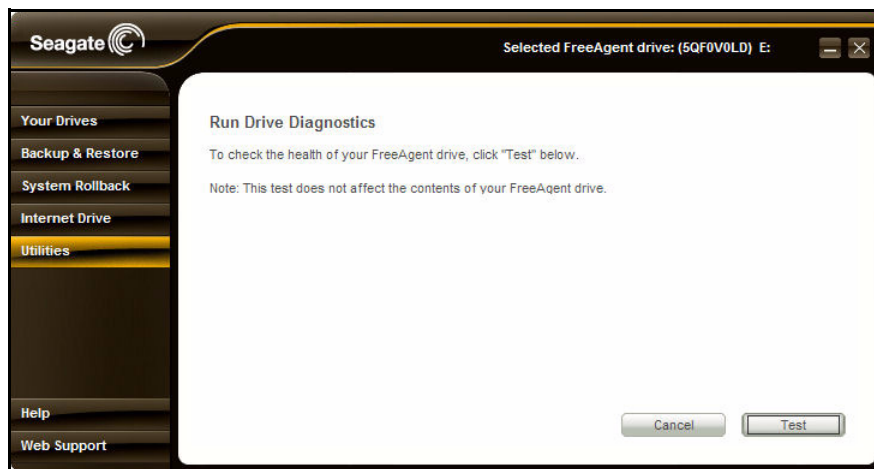 Seagate
Selected FreeAgent drive: (5QF0V0LD) E:
Your Drives
Backup & Restore
System Rollback
Internet Drive
Utilities
Help
Web Support
Run Drive Diagnostics
To check the health of your FreeAgent drive, click "Test" below.
Note: This test does not affect the contents of your FreeAgent drive.
Cancel
Test